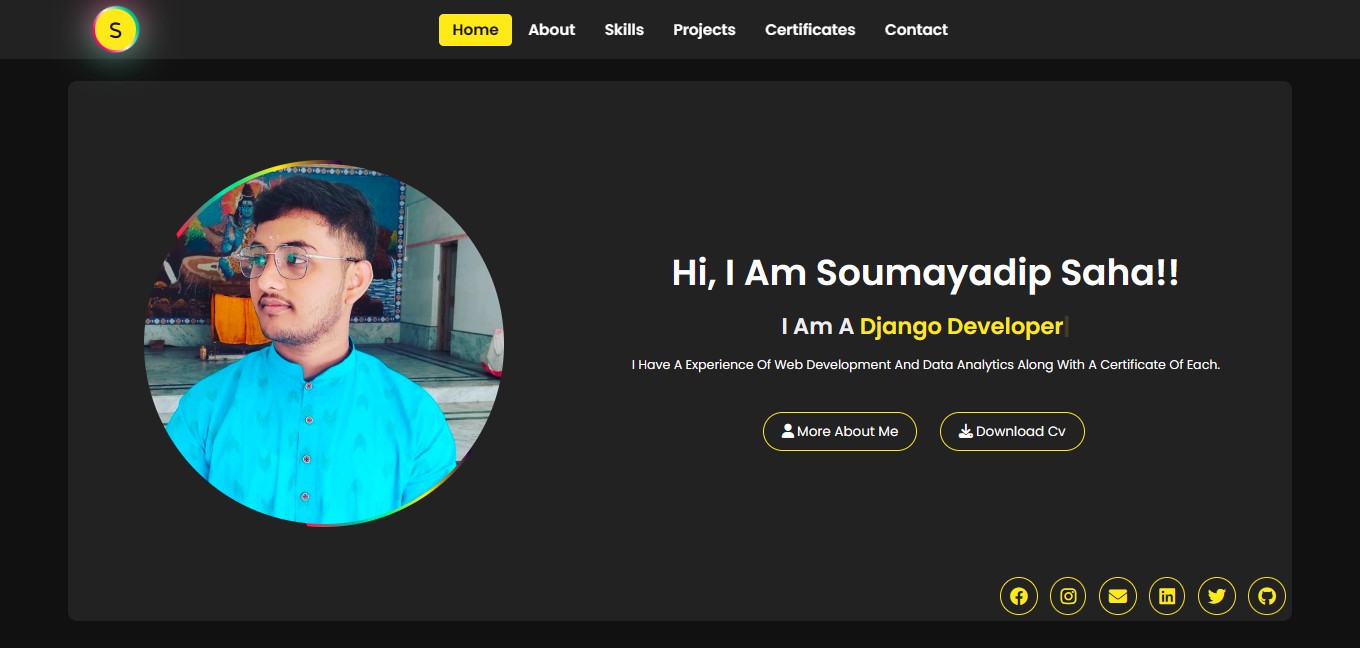 S
Home About Skills Projects Certificates Contact
Hi, I Am Soumayadip Saha!!
I Am A Django Developer
I Have A Experience Of Web Development And Data Analytics Along With A Certificate Of Each.
More About Me Download Cv